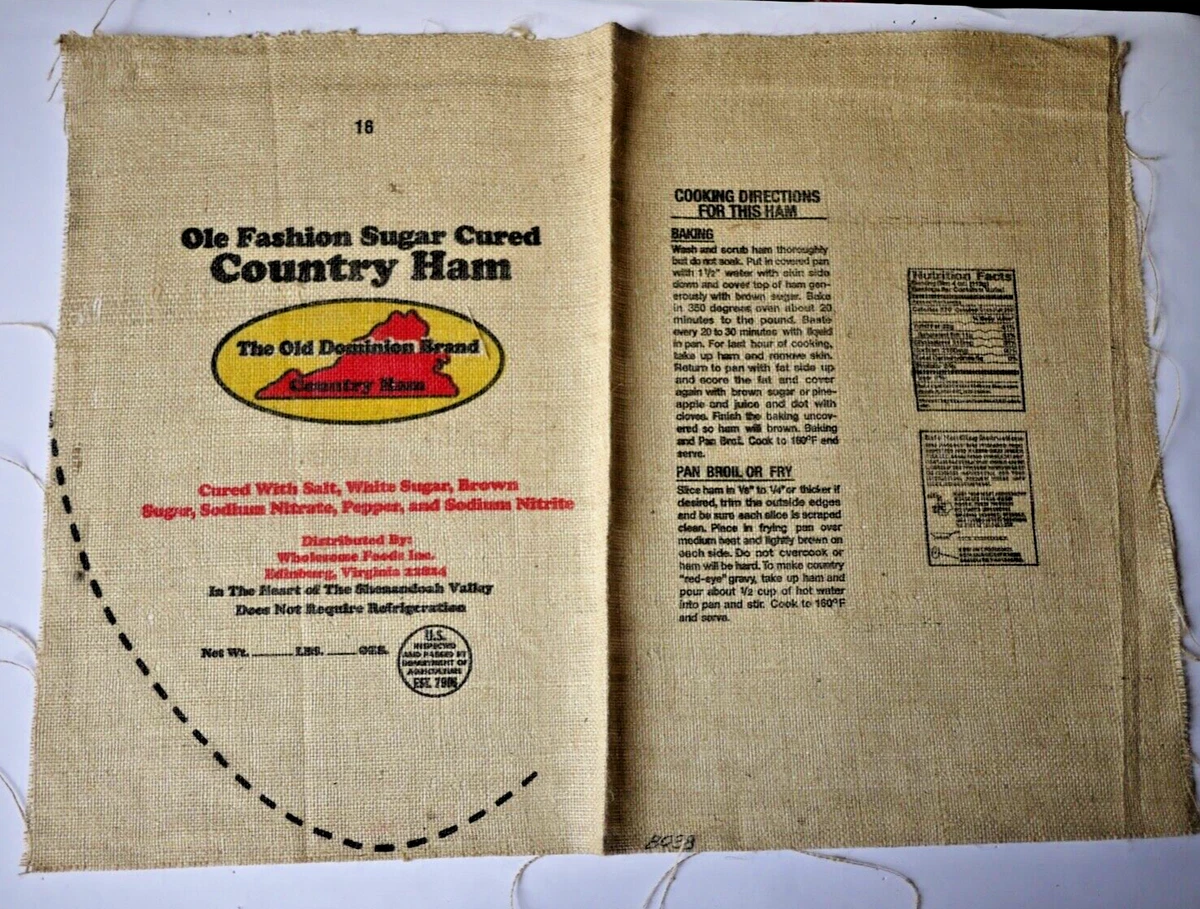 16
Ole Fashion Sugar Cured
Country Ham
The Old Dominion Brand
Country Ham
Cured With Salt, White Sugar, Brown
Sugar, Sodium Nitrate, Pepper, and Sodium Nitrite
Distributed By:
Wholesome Foods Inc.
Edinburg, Virginia 22824
In The Heart of The Shenandoah Valley
Does Not Require Refrigeration
Net Wt. ______ LBS. ____ OZS.
U.S.
INSPECTED
AND PASSED BY
DEPARTMENT OF
AGRICULTURE
COOKING DIRECTIONS
FOR THIS HAM
BAKING
Wash and scrub ham thoroughly
but do not soak. Put in covered pan
with 1 1/2" water with skin side
down and cover top of ham gen-
erously with brown sugar. Bake
in 350 degrees oven about 20
minutes to the pound. Baste
every 20 to 30 minutes with liquid
in pan. For last hour of cooking,
take up ham and remove skin.
Return to pan with fat side up
and score the fat and cover
again with brown sugar or pine-
apple and juice and dot with
cloves. Finish the baking uncov-
ered so ham will brown. Baking
and Pan Broil. Cook to 160°F and
serve.
PAN BROIL OR FRY
Slice ham in 1/8" to 1/4" or thicker if
desired, trim the outside edges
and be sure each slice is scraped
clean. Place in frying pan over
medium heat and lightly brown on
each side. Do not overcook or
ham will be hard. To make country
"red-eye" gravy, take up ham and
pour about 1/2 cup of hot water
into pan and stir. Cook to 160°F
and serve.
Nutrition Facts
Safe Handling Instructions